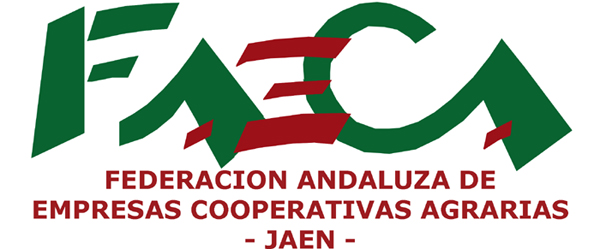 FAECA
FEDERACION ANDALUZA DE
EMPRESAS COOPERATIVAS AGRARIAS
- JAEN -